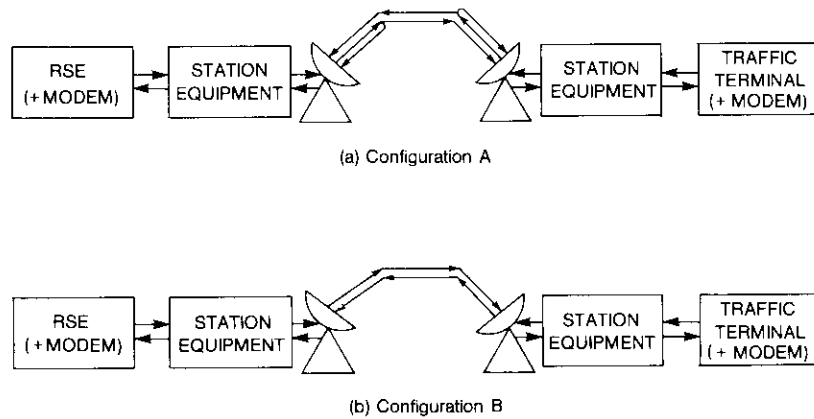 RSE
(+ MODEM)
STATION
EQUIPMENT
STATION
EQUIPMENT
TRAFFIC
TERMINAL
(+ MODEM)
(a) Configuration A
RSE
(+ MODEM)
STATION
EQUIPMENT
STATION
EQUIPMENT
TRAFFIC
TERMINAL
(+ MODEM)
(b) Configuration B